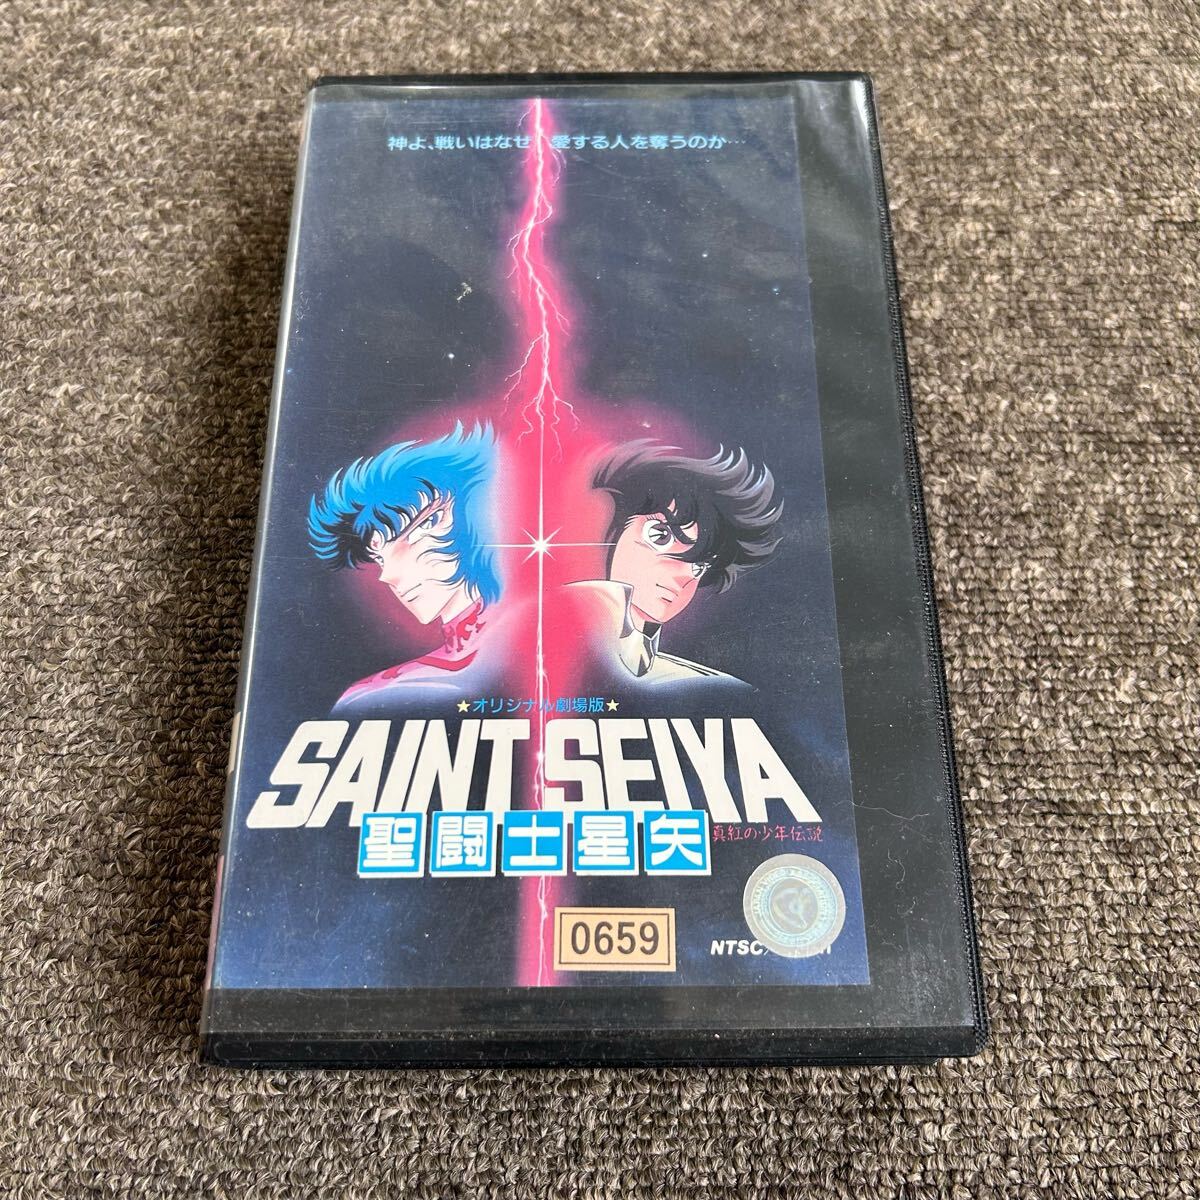 神よ、戦いはなぜ 愛する人を奪うのか…
★オリジナル劇場版★
SAINT SEIYA
聖闘士星矢
真紅の少年伝説
0659
NTSC